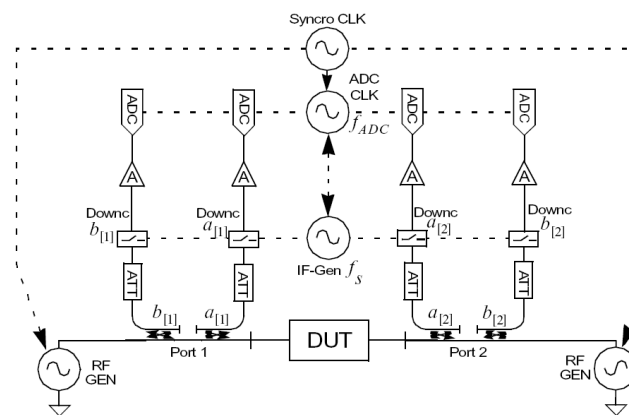 Syncro CLK
ADC
CLK
f_ADC
ADC
ADC
ADC
ADC
A
A
A
A
Downc
b[1]
Downc
a[1]
Downc
a[2]
Downc
b[2]
IF-Gen f_S
ATT
ATT
ATT
ATT
b[1]
a[1]
a[2]
b[2]
DUT
Port 1
Port 2
RF
GEN
RF
GEN